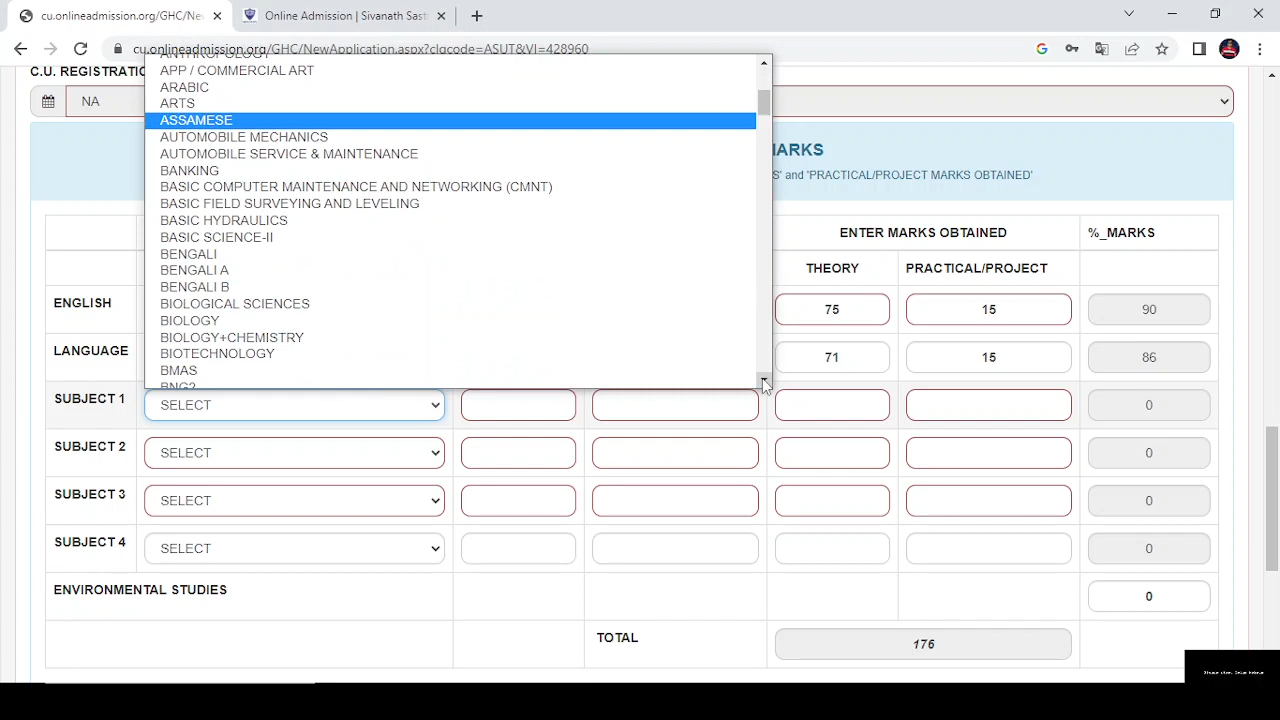 cu.onlineadmission.org/GHC/Ne
Online Admission | Sivanath Sast
cu.onlineadmission.org/GHC/NewApplication.aspx?clgcode=ASUT&VI=428960
C.U. REGISTRATIO
NA
ANTHROPOLOGY
APP / COMMERCIAL ART
ARABIC
ARTS
ASSAMESE
AUTOMOBILE MECHANICS
AUTOMOBILE SERVICE & MAINTENANCE
BANKING
BASIC COMPUTER MAINTENANCE AND NETWORKING (CMNT)
BASIC FIELD SURVEYING AND LEVELING
BASIC HYDRAULICS
BASIC SCIENCE-II
BENGALI
BENGALI A
BENGALI B
BIOLOGICAL SCIENCES
BIOLOGY
BIOLOGY+CHEMISTRY
BIOTECHNOLOGY
BMAS
BNG2
MARKS
S' and 'PRACTICAL/PROJECT MARKS OBTAINED'
ENTER MARKS OBTAINED %_MARKS
THEORY PRACTICAL/PROJECT
ENGLISH 75 15 90
LANGUAGE 71 15 86
SUBJECT 1 SELECT 0
SUBJECT 2 SELECT 0
SUBJECT 3 SELECT 0
SUBJECT 4 SELECT 0
ENVIRONMENTAL STUDIES 0
TOTAL 176